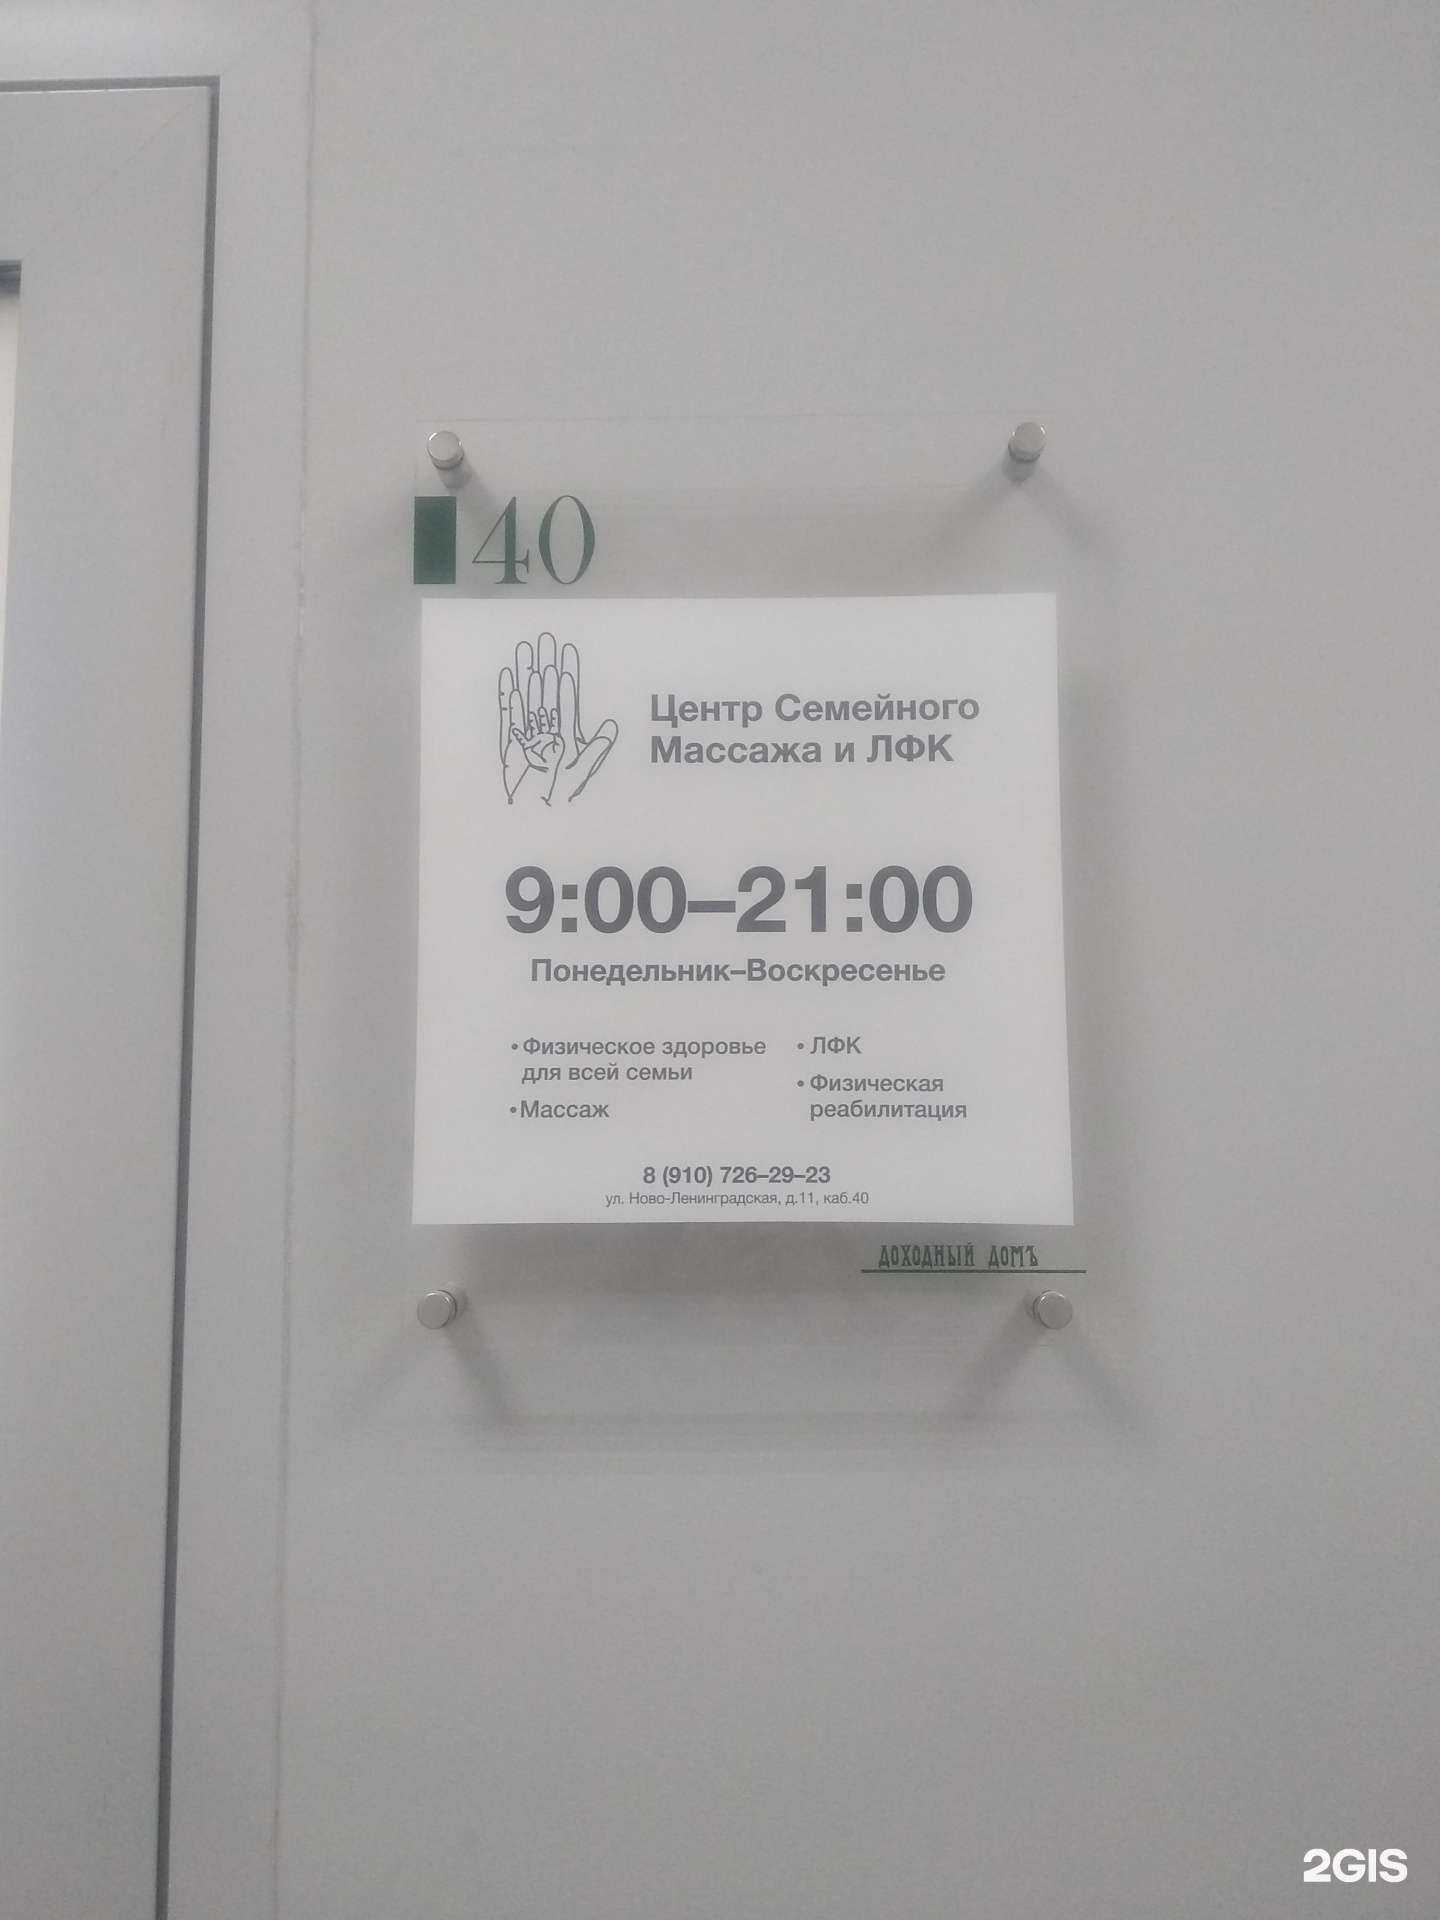 40
Центр Семейного
Массажа и ЛФК
9:00–21:00
Понедельник–Воскресенье
• Физическое здоровье
для всей семьи
• Массаж
• ЛФК
• Физическая
реабилитация
8 (910) 726–29–23
ул. Ново-Ленинградская, д.11, каб.40
ДОХОДНЫЙ ДОМЪ
2GIS